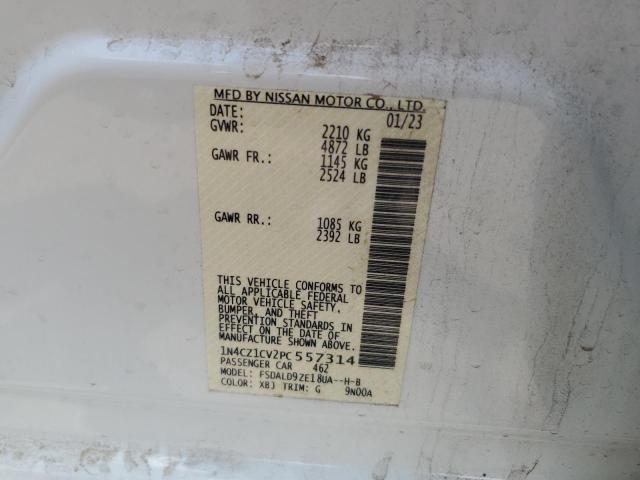 MFD BY NISSAN MOTOR CO., LTD.
DATE: 01/23
GVWR: 2210 KG
4872 LB
GAWR FR.: 1145 KG
2524 LB
GAWR RR.: 1085 KG
2392 LB
THIS VEHICLE CONFORMS TO
ALL APPLICABLE FEDERAL
MOTOR VEHICLE SAFETY,
BUMPER, AND THEFT
PREVENTION STANDARDS IN
EFFECT ON THE DATE OF
MANUFACTURE SHOWN ABOVE.
1N4CZ1CV2PC557314
PASSENGER CAR 462
MODEL: FSDALD9ZE18UA--H-B
COLOR: XBJ TRIM: G 9N00A